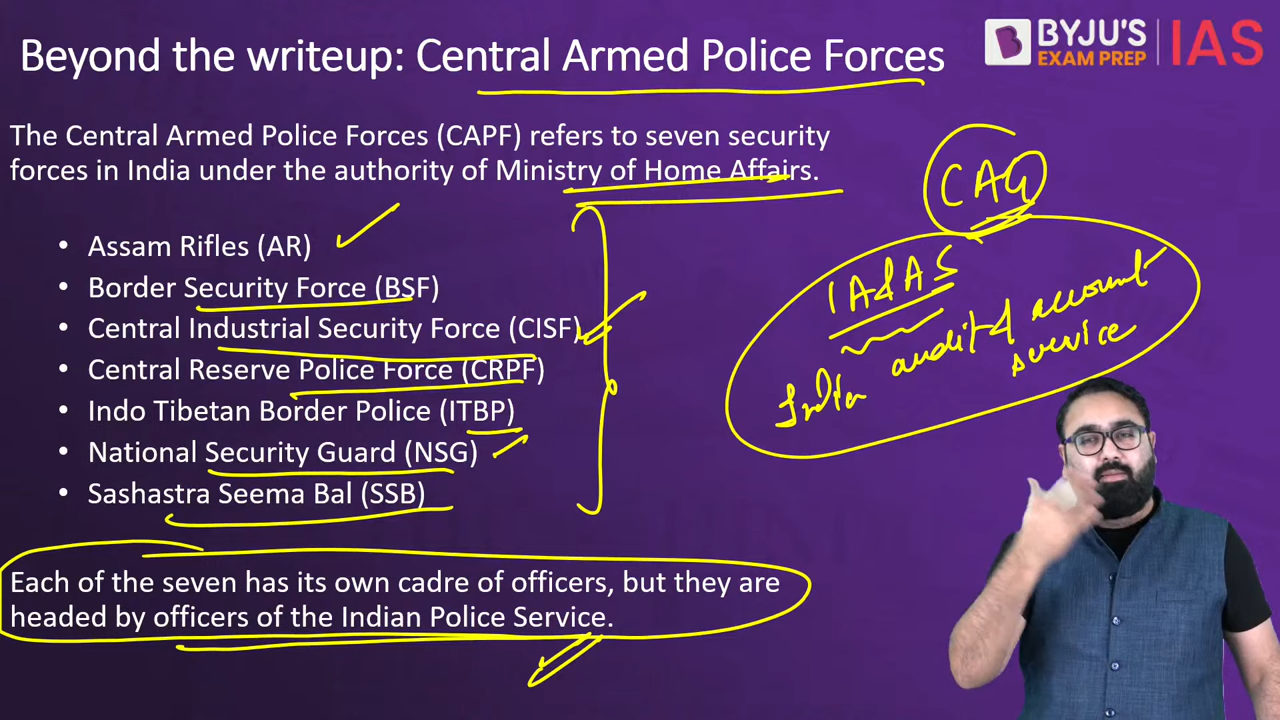 Beyond the writeup: Central Armed Police Forces
BYJU'S
EXAM PREP
IAS
The Central Armed Police Forces (CAPF) refers to seven security
forces in India under the authority of Ministry of Home Affairs.
• Assam Rifles (AR)
• Border Security Force (BSF)
• Central Industrial Security Force (CISF)
• Central Reserve Police Force (CRPF)
• Indo Tibetan Border Police (ITBP)
• National Security Guard (NSG)
• Sashastra Seema Bal (SSB)
Each of the seven has its own cadre of officers, but they are
headed by officers of the Indian Police Service.
CAG
IA&AS
India audit & account
service